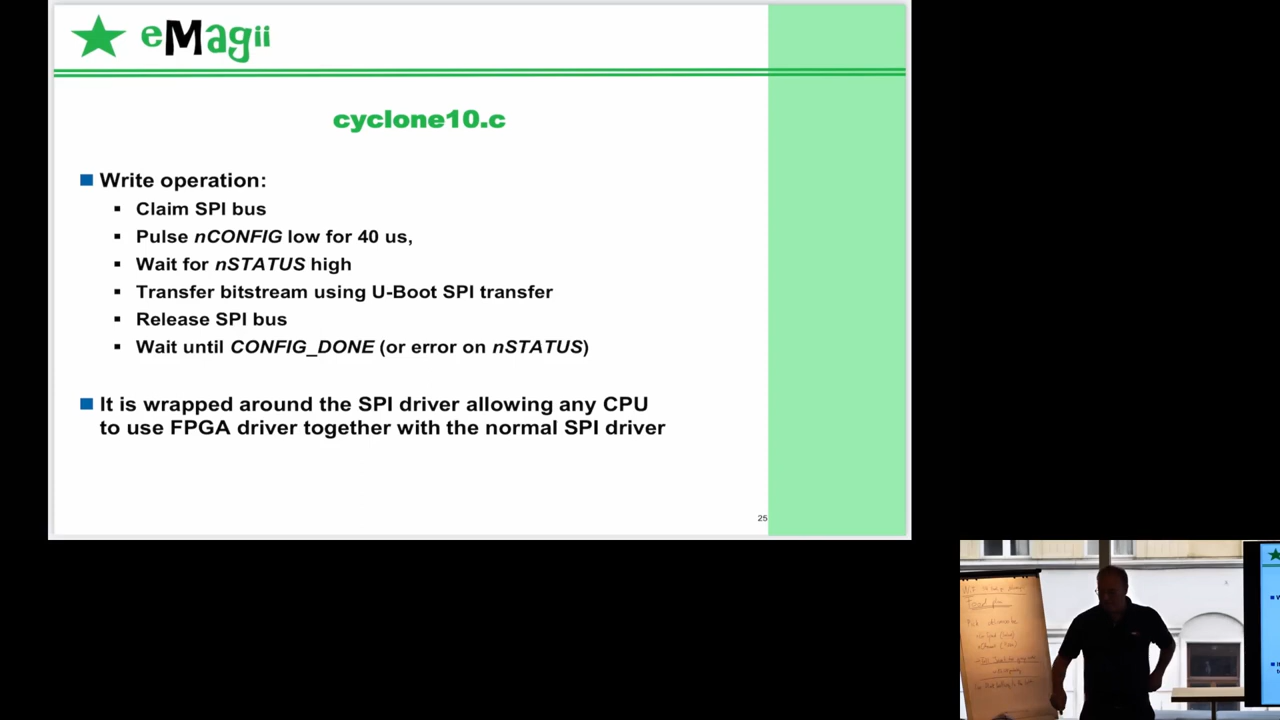 eMagii
cyclone10.c
Write operation:
Claim SPI bus
Pulse nCONFIG low for 40 us,
Wait for nSTATUS high
Transfer bitstream using U-Boot SPI transfer
Release SPI bus
Wait until CONFIG_DONE (or error on nSTATUS)
It is wrapped around the SPI driver allowing any CPU
to use FPGA driver together with the normal SPI driver
25